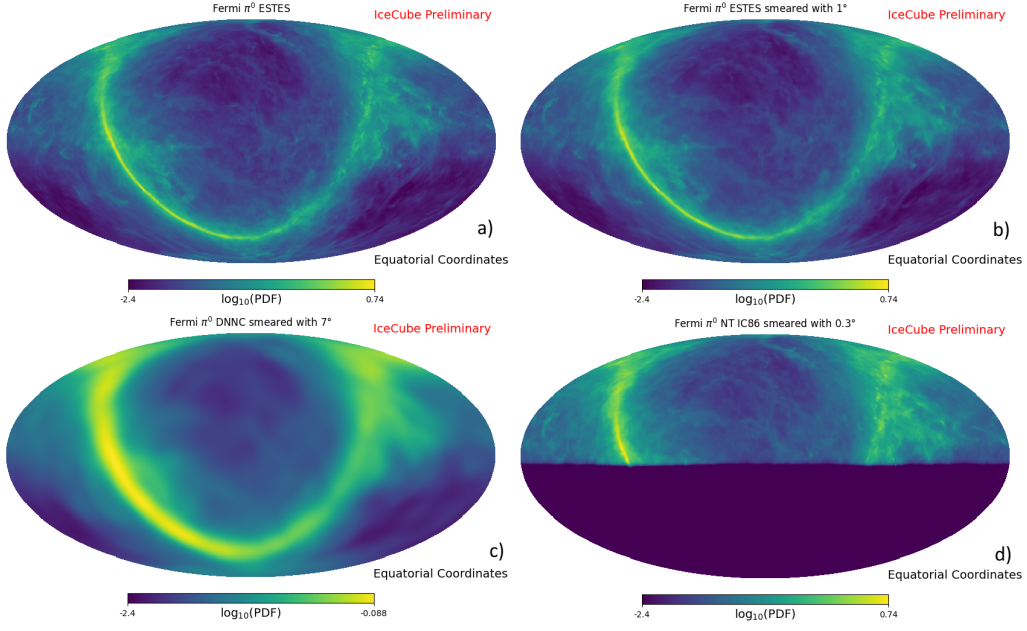 Fermi π⁰ ESTES
IceCube Preliminary
a)
Equatorial Coordinates
-2.4
log₁₀(PDF)
0.74
Fermi π⁰ ESTES smeared with 1°
IceCube Preliminary
b)
Equatorial Coordinates
-2.4
log₁₀(PDF)
0.74
Fermi π⁰ DNNC smeared with 7°
IceCube Preliminary
c)
Equatorial Coordinates
-2.4
log₁₀(PDF)
-0.088
Fermi π⁰ NT IC86 smeared with 0.3°
IceCube Preliminary
d)
Equatorial Coordinates
-2.4
log₁₀(PDF)
0.74